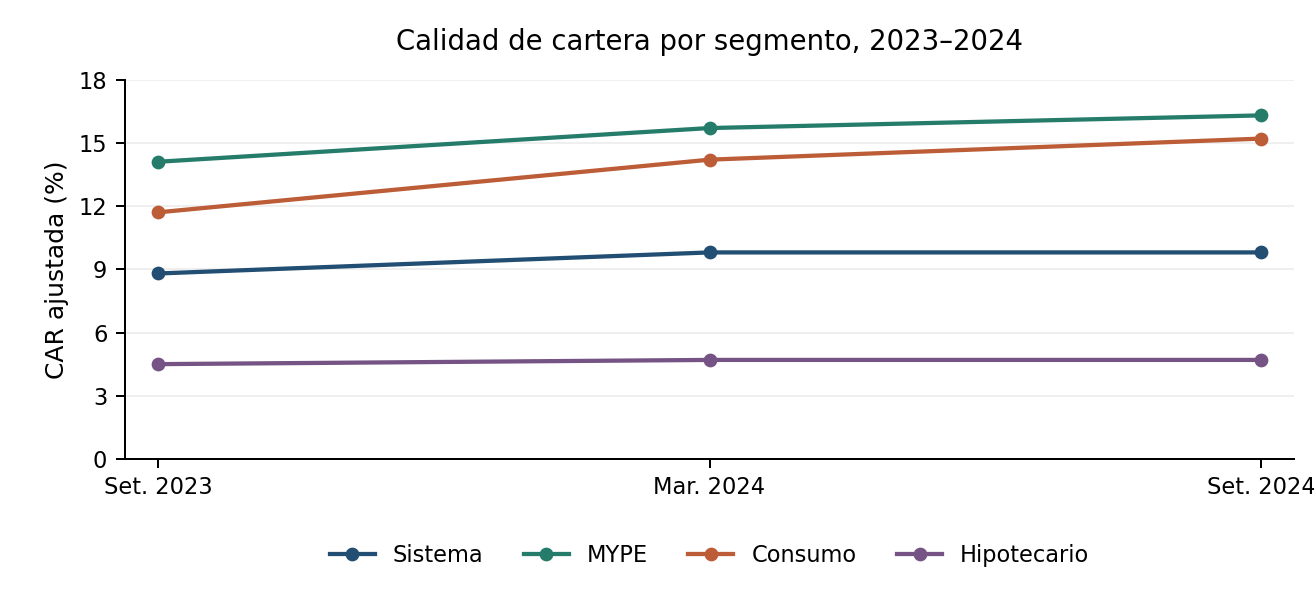 Calidad de cartera por segmento, 2023–2024
CAR ajustada (%)
18
15
12
9
6
3
0
Set. 2023 Mar. 2024 Set. 2024
Sistema MYPE Consumo Hipotecario